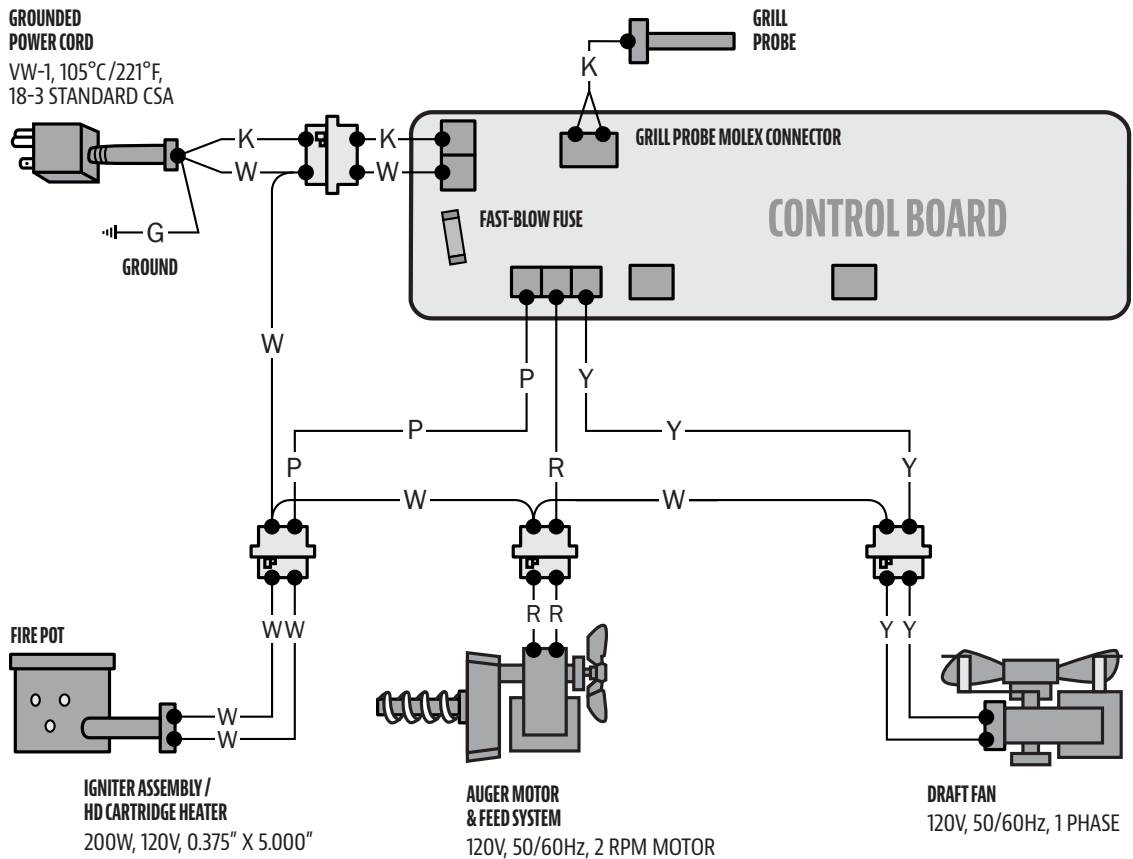 GROUNDED
POWER CORD
VW-1, 105°C/221°F,
18-3 STANDARD CSA
GRILL
PROBE
K
GRILL PROBE MOLEX CONNECTOR
K
K
W
W
FAST-BLOW FUSE
CONTROL BOARD
G
GROUND
W
P
Y
P
Y
P
R
Y
W
W
R R
W W
Y Y
FIRE POT
W
W
IGNITER ASSEMBLY /
HD CARTRIDGE HEATER
200W, 120V, 0.375” X 5.000”
AUGER MOTOR
& FEED SYSTEM
120V, 50/60Hz, 2 RPM MOTOR
DRAFT FAN
120V, 50/60Hz, 1 PHASE